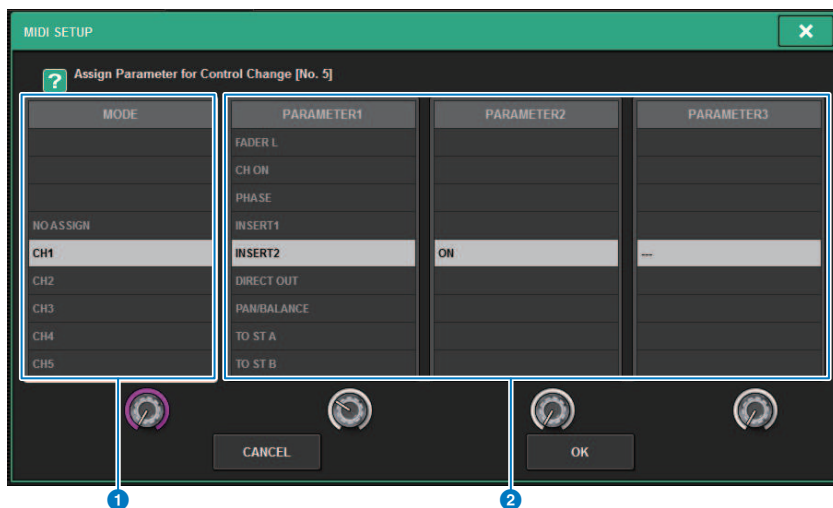 MIDI SETUP
Assign Parameter for Control Change [No. 5]
MODE PARAMETER1 PARAMETER2 PARAMETER3
FADER L
CH ON
PHASE
NO ASSIGN INSERT1
CH1 INSERT2 ON ---
CH2 DIRECT OUT
CH3 PAN/BALANCE
CH4 TO ST A
CH5 TO ST B
CANCEL OK
1 2